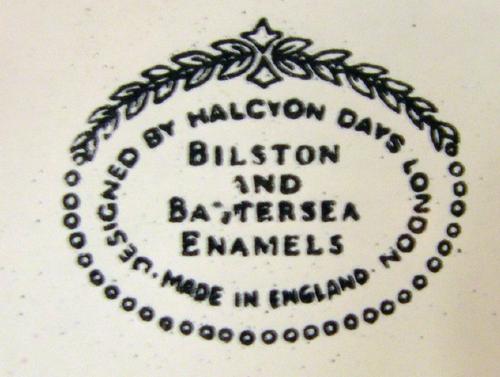 DESIGNED BY HALCYON DAYS LONDON
BILSTON
AND
BATTERSEA
ENAMELS
MADE IN ENGLAND